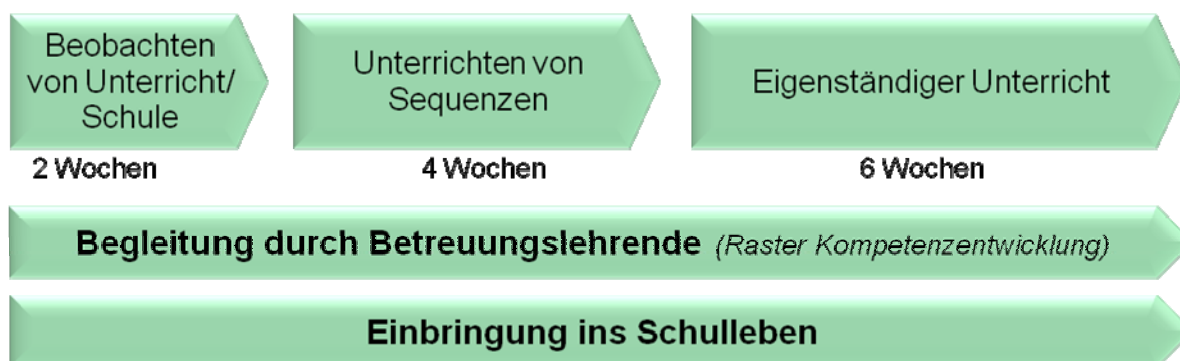 Beobachten
von Unterricht/
Schule
2 Wochen
Unterrichten von
Sequenzen
4 Wochen
Eigenständiger Unterricht
6 Wochen
Begleitung durch Betreuungslehrende (Raster Kompetenzentwicklung)
Einbringung ins Schulleben